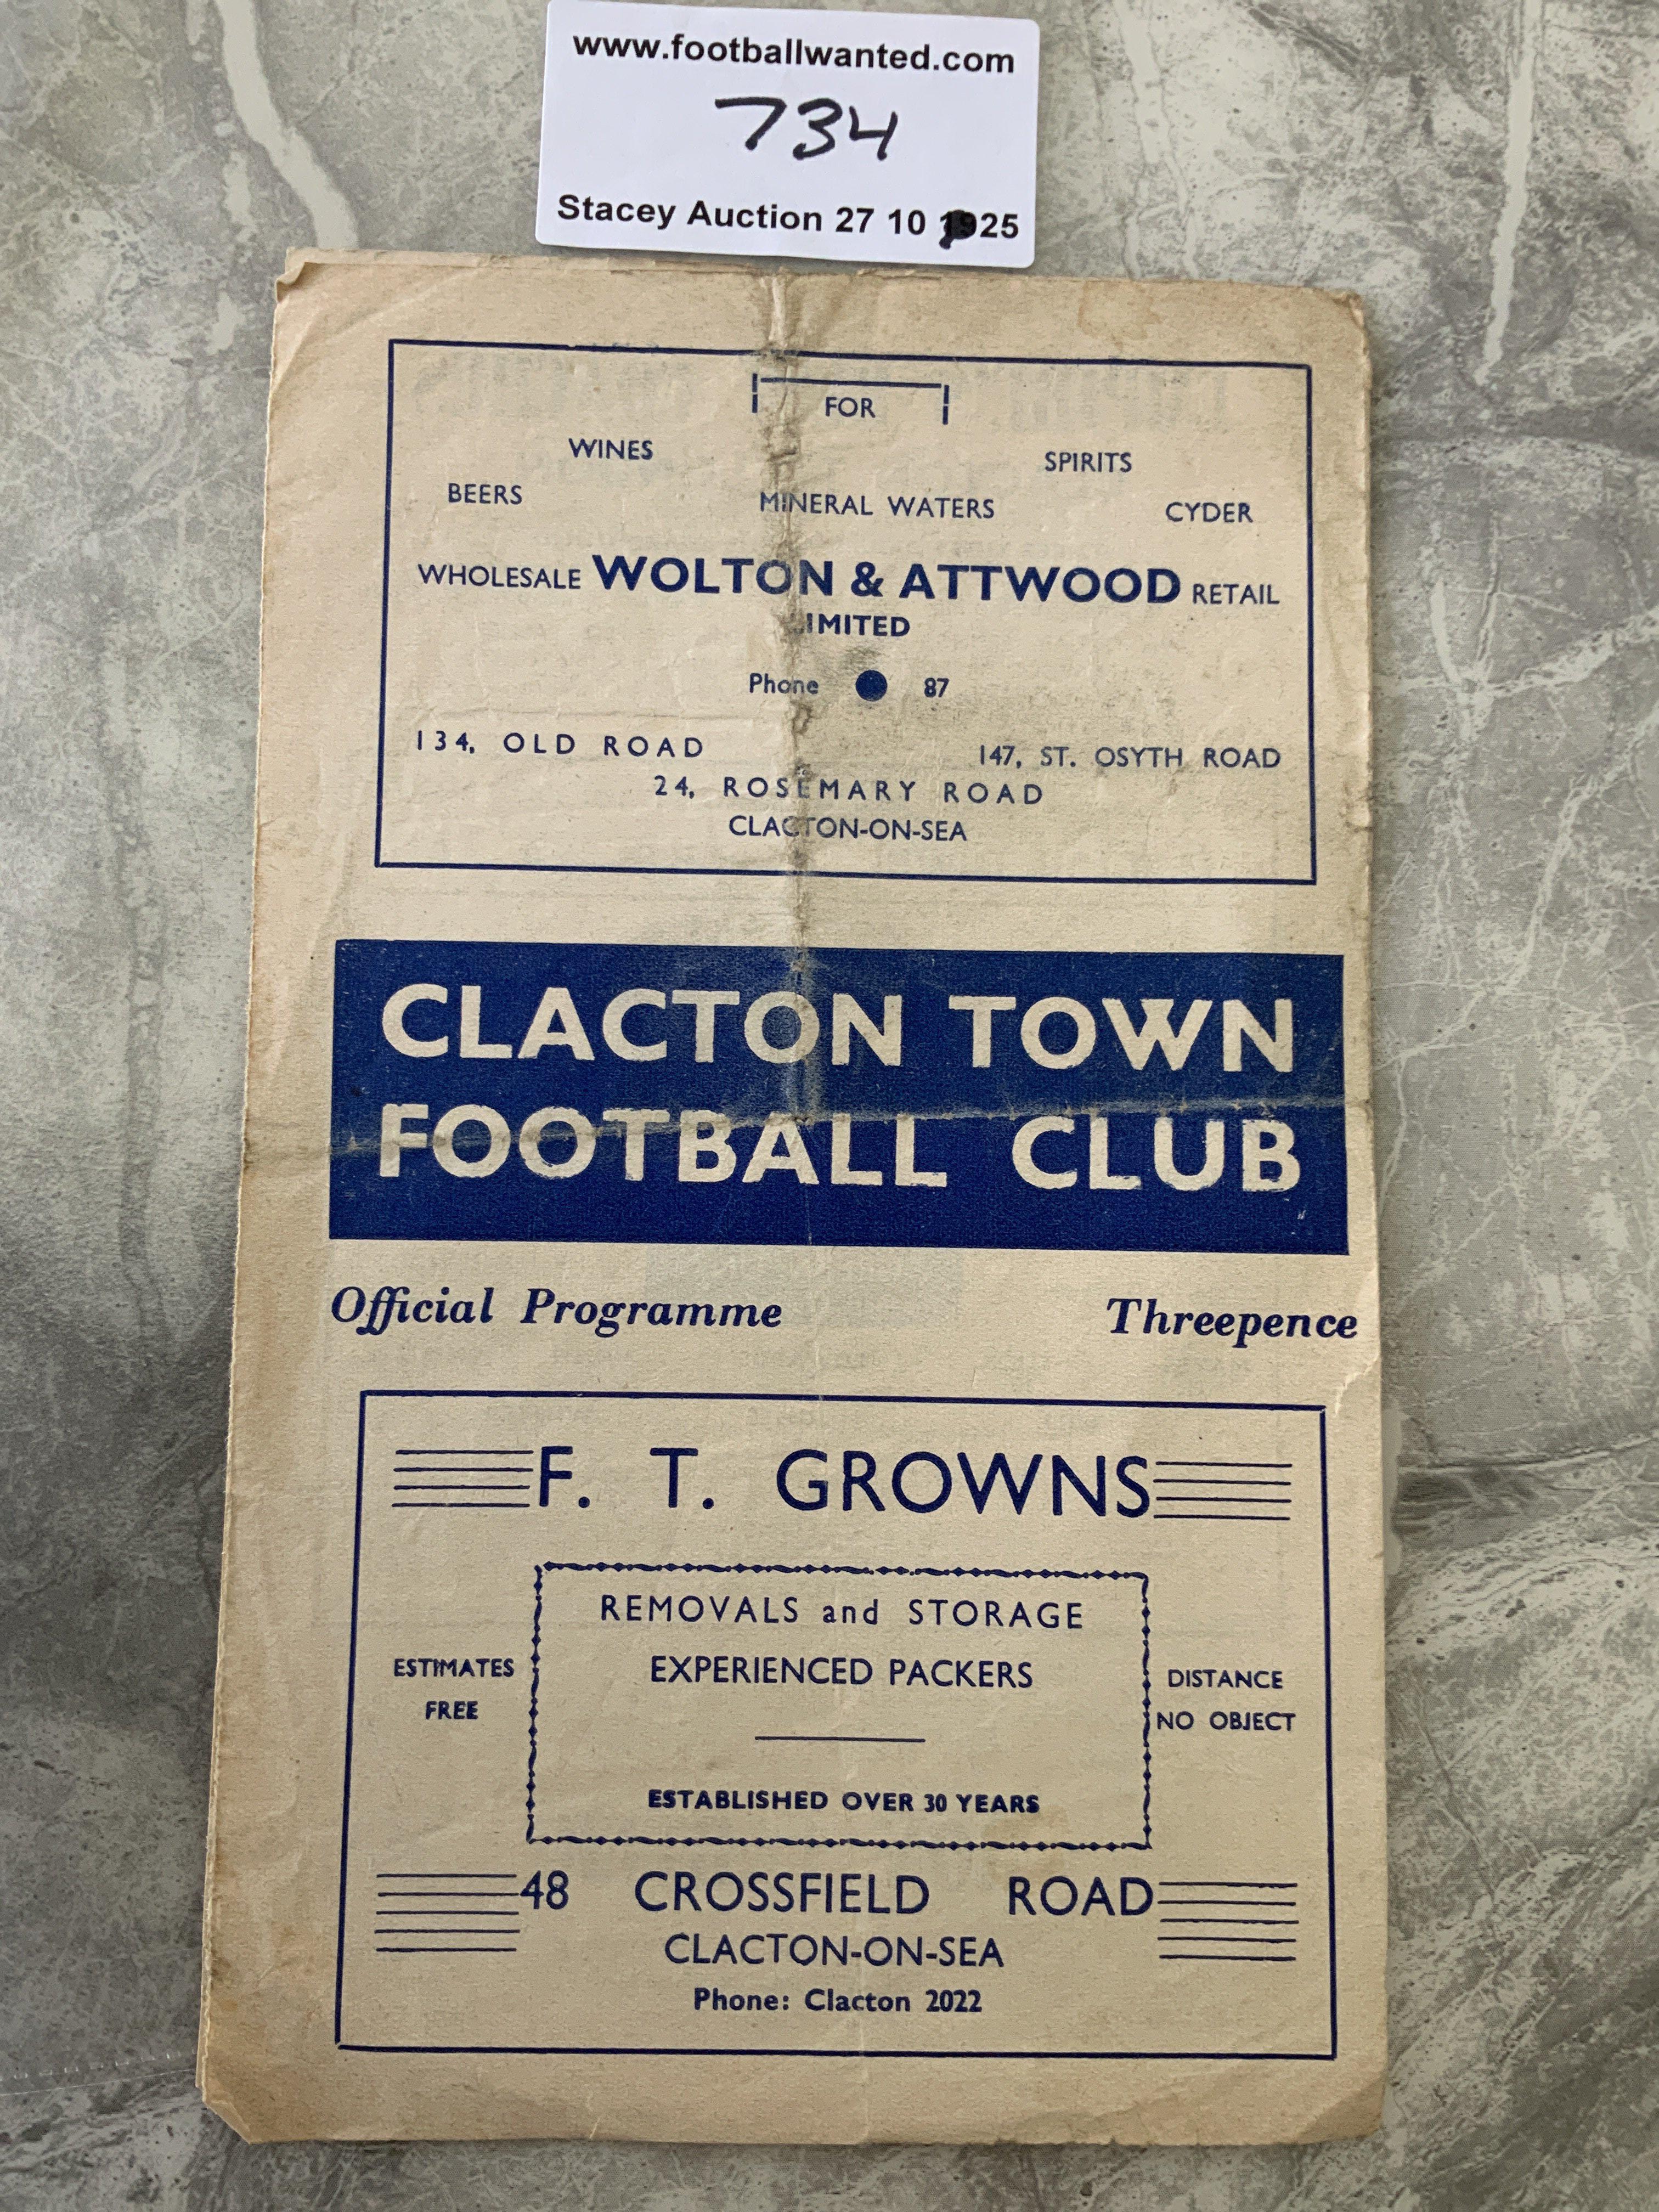 www.footballwanted.com
734
Stacey Auction 27 10 25
FOR
WINES SPIRITS
BEERS MINERAL WATERS CYDER
WHOLESALE WOLTON & ATTWOOD RETAIL
LIMITED
Phone ● 87
134, OLD ROAD 147, ST. OSYTH ROAD
24, ROSEMARY ROAD
CLACTON-ON-SEA
CLACTON TOWN
FOOTBALL CLUB
Official Programme Threepence
F. T. GROWNS
REMOVALS and STORAGE
EXPERIENCED PACKERS
ESTIMATES
FREE
DISTANCE
NO OBJECT
ESTABLISHED OVER 30 YEARS
48 CROSSFIELD ROAD
CLACTON-ON-SEA
Phone: Clacton 2022